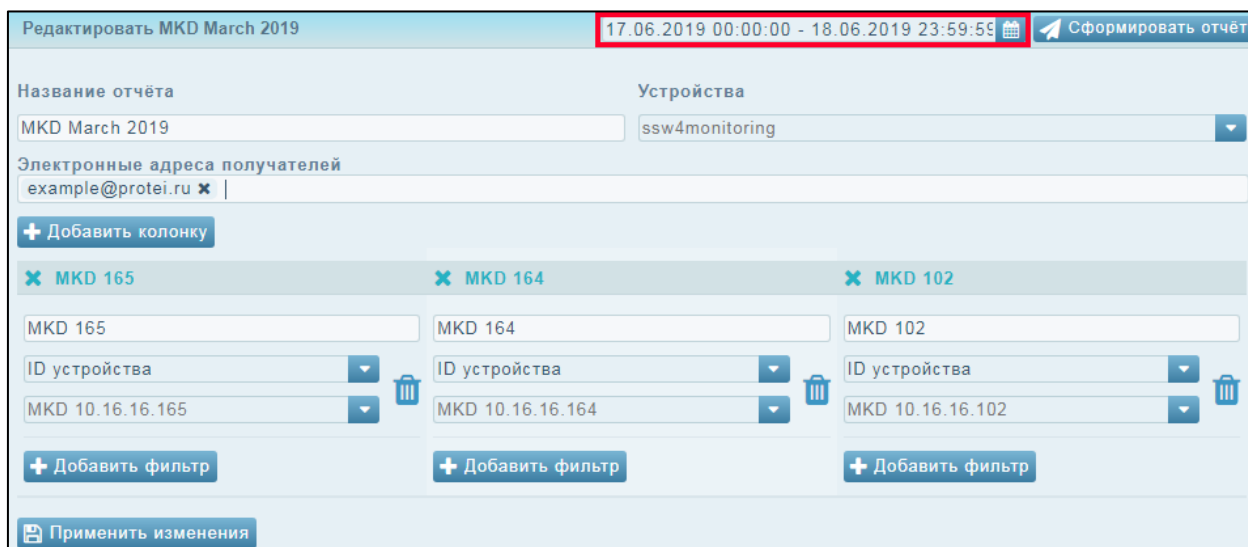 Редактировать MKD March 2019 17.06.2019 00:00:00 - 18.06.2019 23:59:59 Сформировать отчёт
Название отчёта Устройства
MKD March 2019 ssw4monitoring
Электронные адреса получателей
example@protei.ru
Добавить колонку
MKD 165 MKD 164 MKD 102
MKD 165 MKD 164 MKD 102
ID устройства ID устройства ID устройства
MKD 10.16.16.165 MKD 10.16.16.164 MKD 10.16.16.102
Добавить фильтр Добавить фильтр Добавить фильтр
Применить изменения